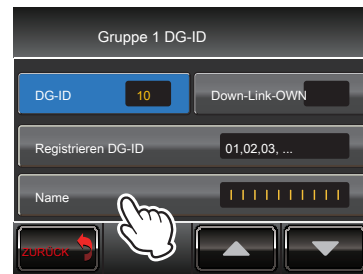 Gruppe 1 DG-ID
DG-ID 10 Down-Link-OWN
Registrieren DG-ID 01,02,03, ...
Name
ZURÜCK